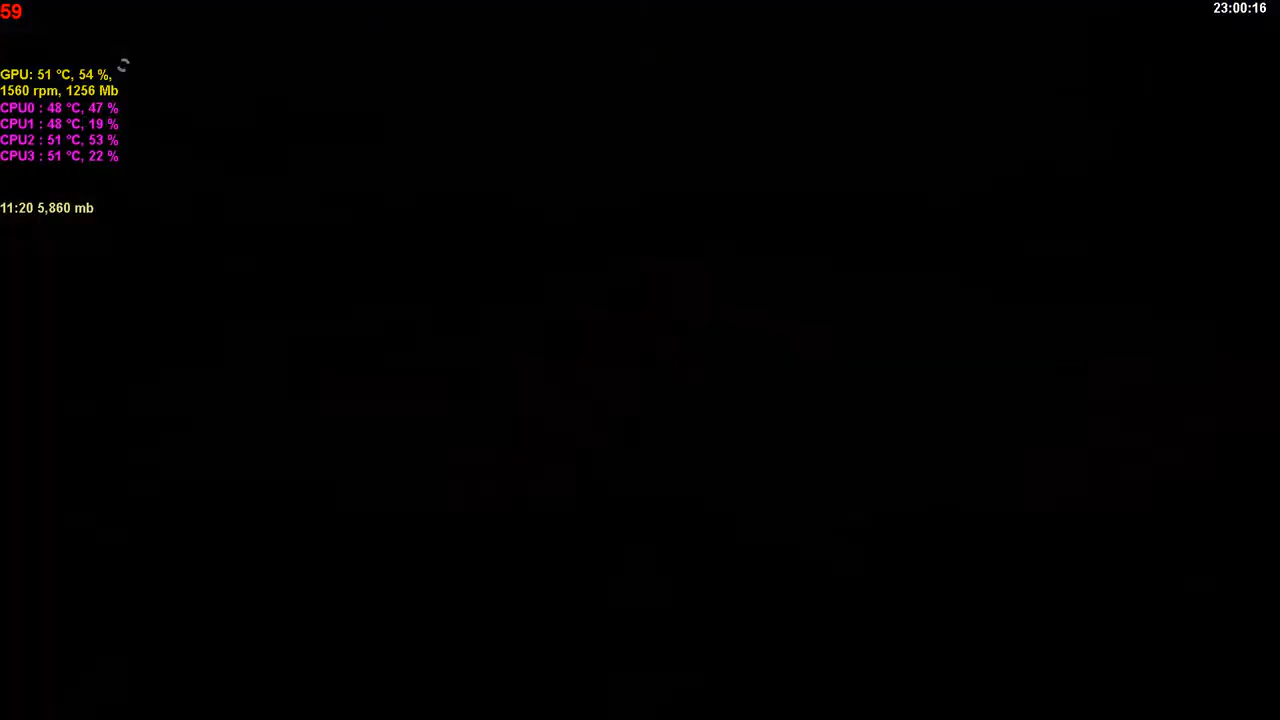 59
23:00:16
GPU: 51 °C, 54 %,
1560 rpm, 1256 Mb
CPU0 : 48 °C, 47 %
CPU1 : 48 °C, 19 %
CPU2 : 51 °C, 53 %
CPU3 : 51 °C, 22 %
11:20 5,860 mb